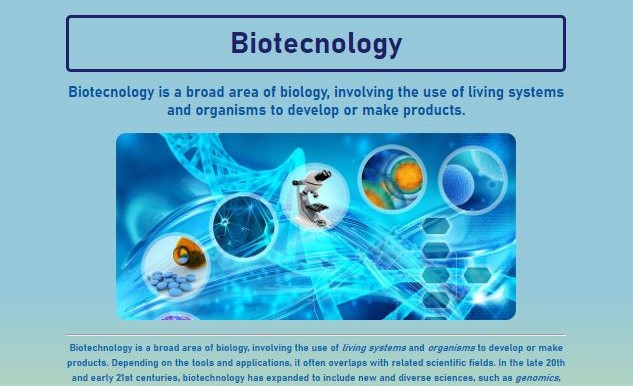 Biotecnology
Biotecnology is a broad area of biology, involving the use of living systems
and organisms to develop or make products.
Biotechnology is a broad area of biology, involving the use of living systems and organisms to develop or make
products. Depending on the tools and applications, it often overlaps with related scientific fields. In the late 20th
and early 21st centuries, biotechnology has expanded to include new and diverse sciences, such as genomics,